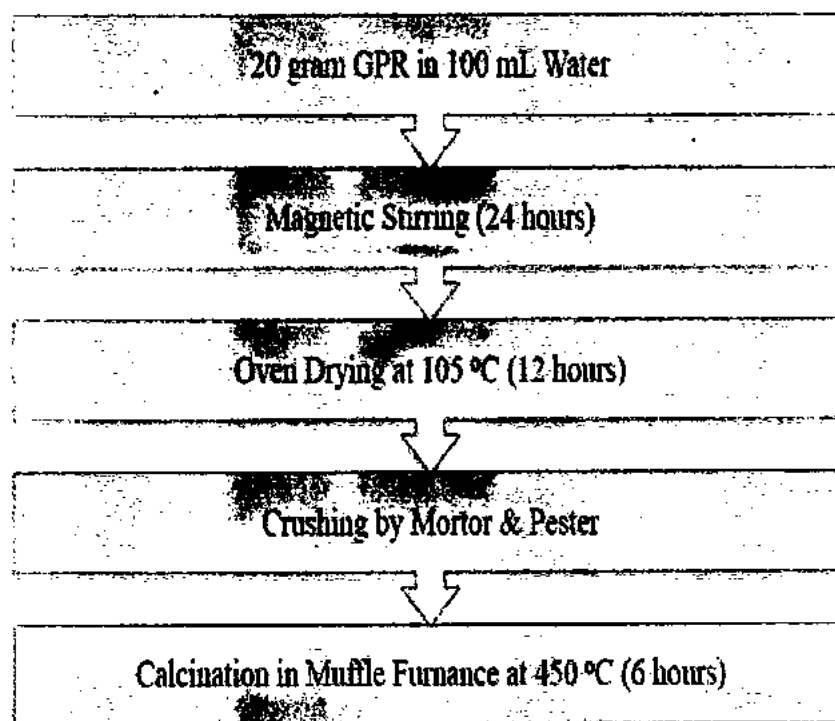 20 gram GPR in 100 mL Water
Magnetic Stirring (24 hours)
Oven Drying at 105 ºC (12 hours)
Crushing by Mortor & Pester
Calcination in Muffle Furnance at 450 ºC (6 hours)